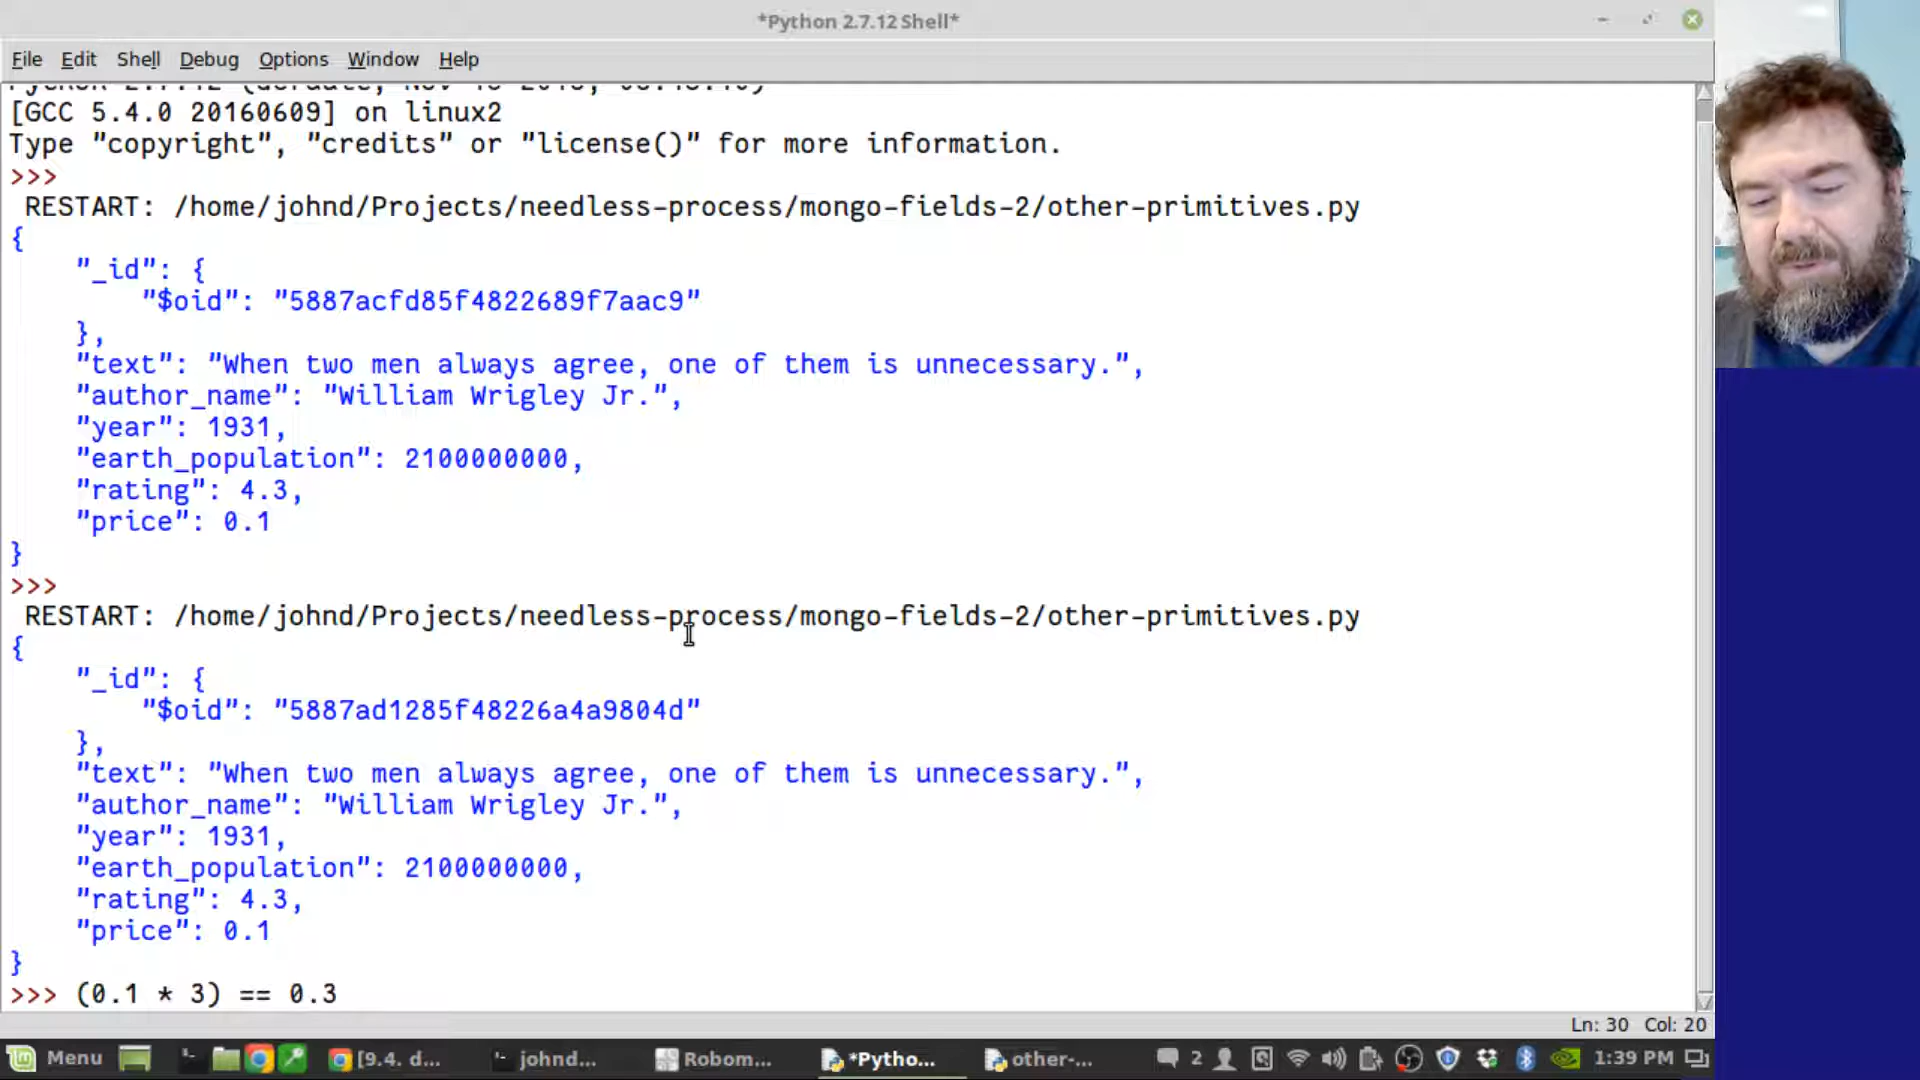 *Python 2.7.12 Shell*
File Edit Shell Debug Options Window Help
[GCC 5.4.0 20160609] on linux2
Type "copyright", "credits" or "license()" for more information.
>>>
RESTART: /home/johnd/Projects/needless-process/mongo-fields-2/other-primitives.py
{
"_id": {
"$oid": "5887acfd85f4822689f7aac9"
},
"text": "When two men always agree, one of them is unnecessary.",
"author_name": "William Wrigley Jr.",
"year": 1931,
"earth_population": 2100000000,
"rating": 4.3,
"price": 0.1
}
>>>
RESTART: /home/johnd/Projects/needless-process/mongo-fields-2/other-primitives.py
{
"_id": {
"$oid": "5887ad1285f48226a4a9804d"
},
"text": "When two men always agree, one of them is unnecessary.",
"author_name": "William Wrigley Jr.",
"year": 1931,
"earth_population": 2100000000,
"rating": 4.3,
"price": 0.1
}
>>> (0.1 * 3) == 0.3
Ln: 30 Col: 20
Menu [9.4. d... johnd... Robom... *Pytho... other-... 2 1:39 PM